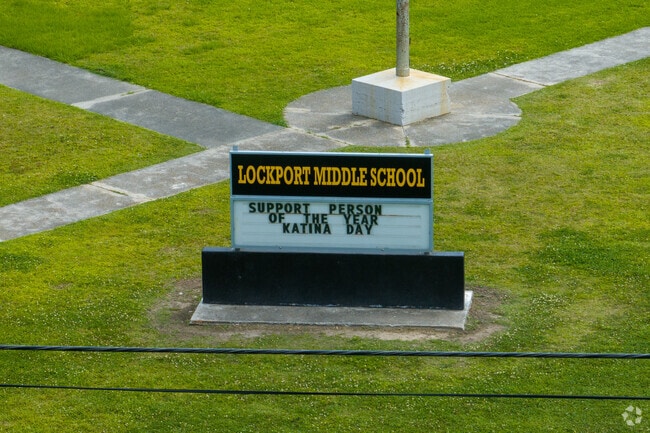 LOCKPORT MIDDLE SCHOOL
SUPPORT PERSON
OF THE YEAR
KATINA DAY